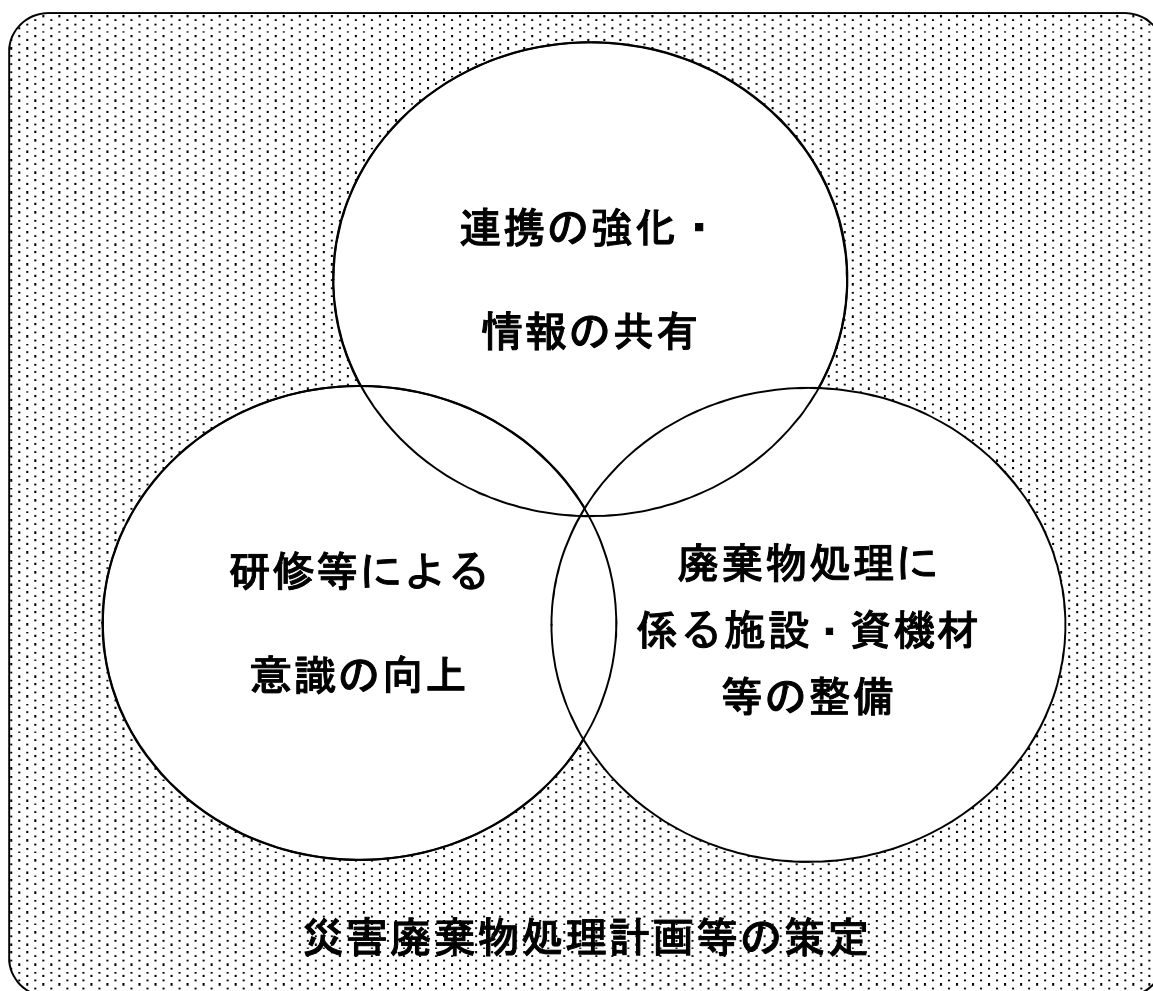 連携の強化・
情報の共有
研修等による
意識の向上
廃棄物処理に
係る施設・資機材
等の整備
災害廃棄物処理計画等の策定